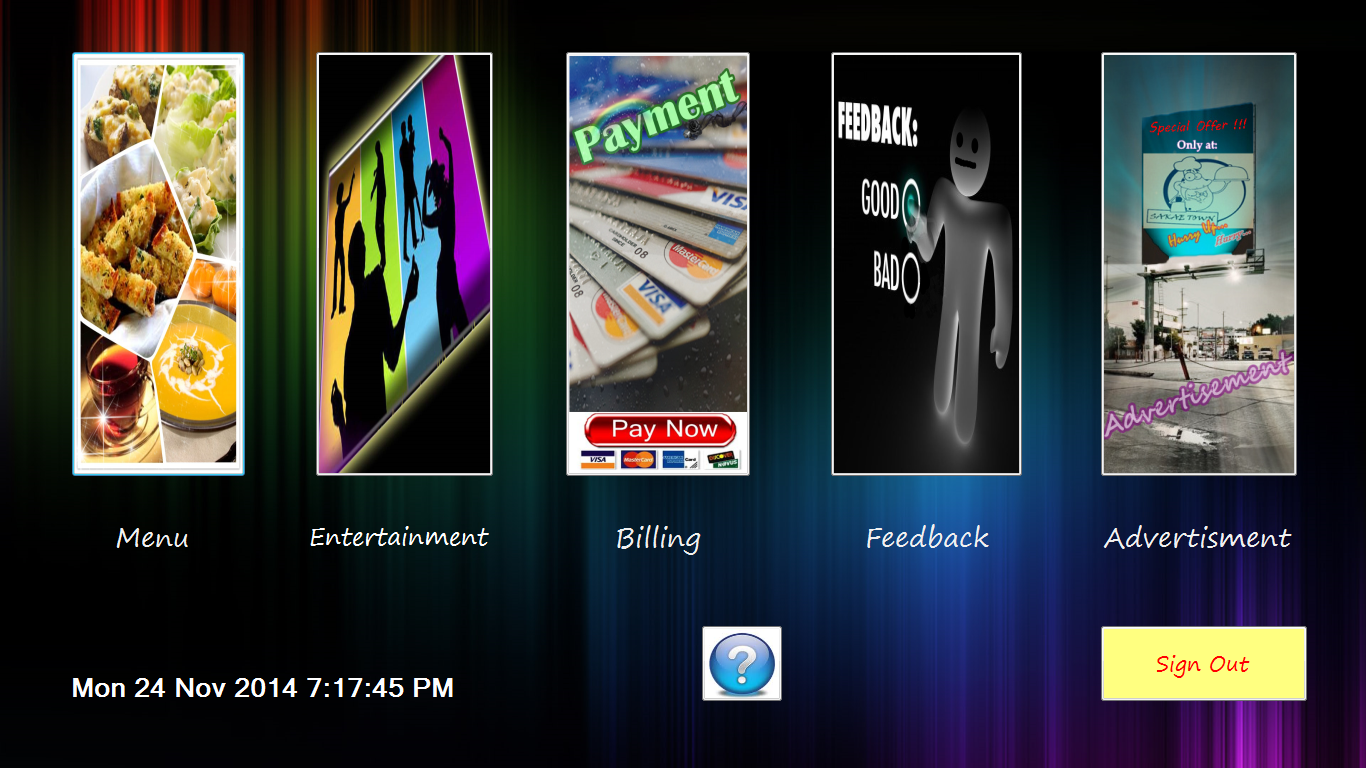 Payment
VISA
MasterCard
VISA
Pay Now
VISA
MasterCard
FEEDBACK:
GOOD
BAD
Special Offer !!!
Only at:
SAKAE TOWN
Hurry Up...
Hurry...
Advertisement
Menu
Entertainment
Billing
Feedback
Advertisment
?
Sign Out
Mon 24 Nov 2014 7:17:45 PM